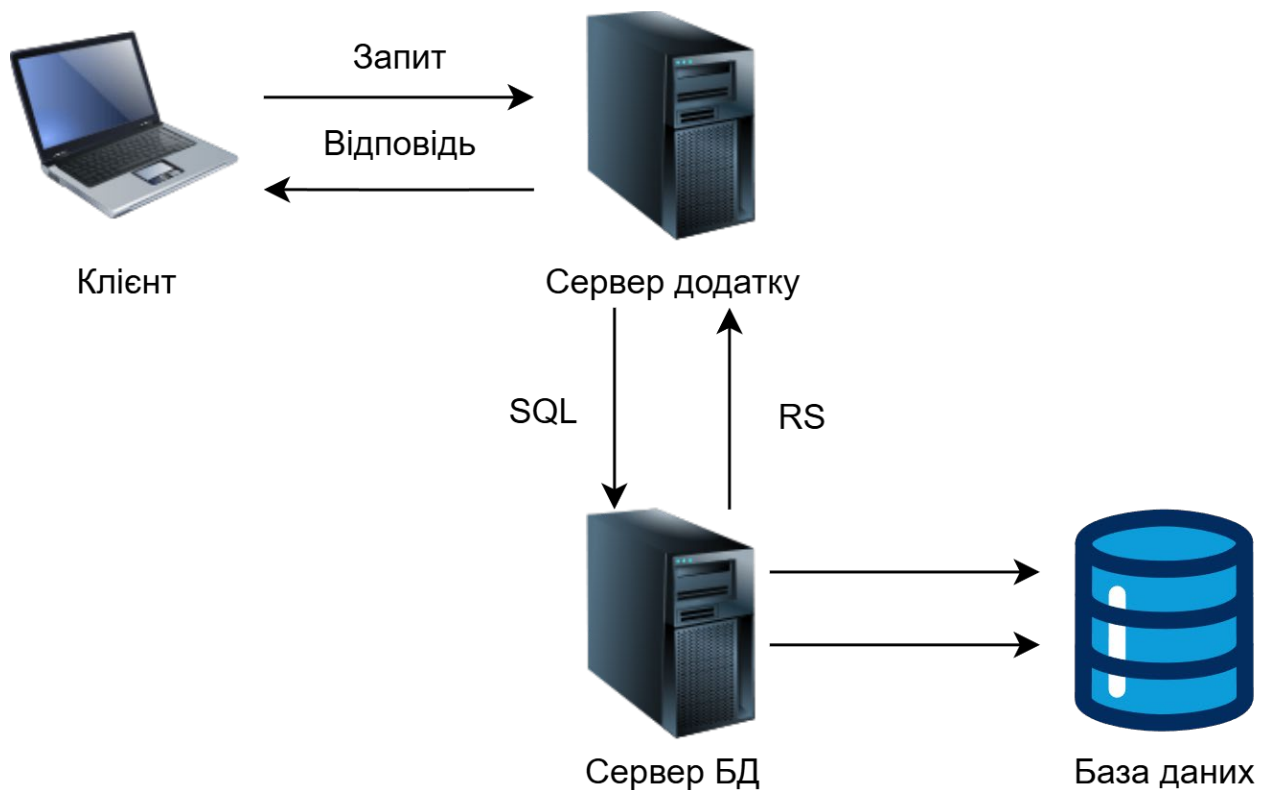 Запит
Відповідь
Клієнт
Сервер додатку
SQL
RS
Сервер БД
База даних